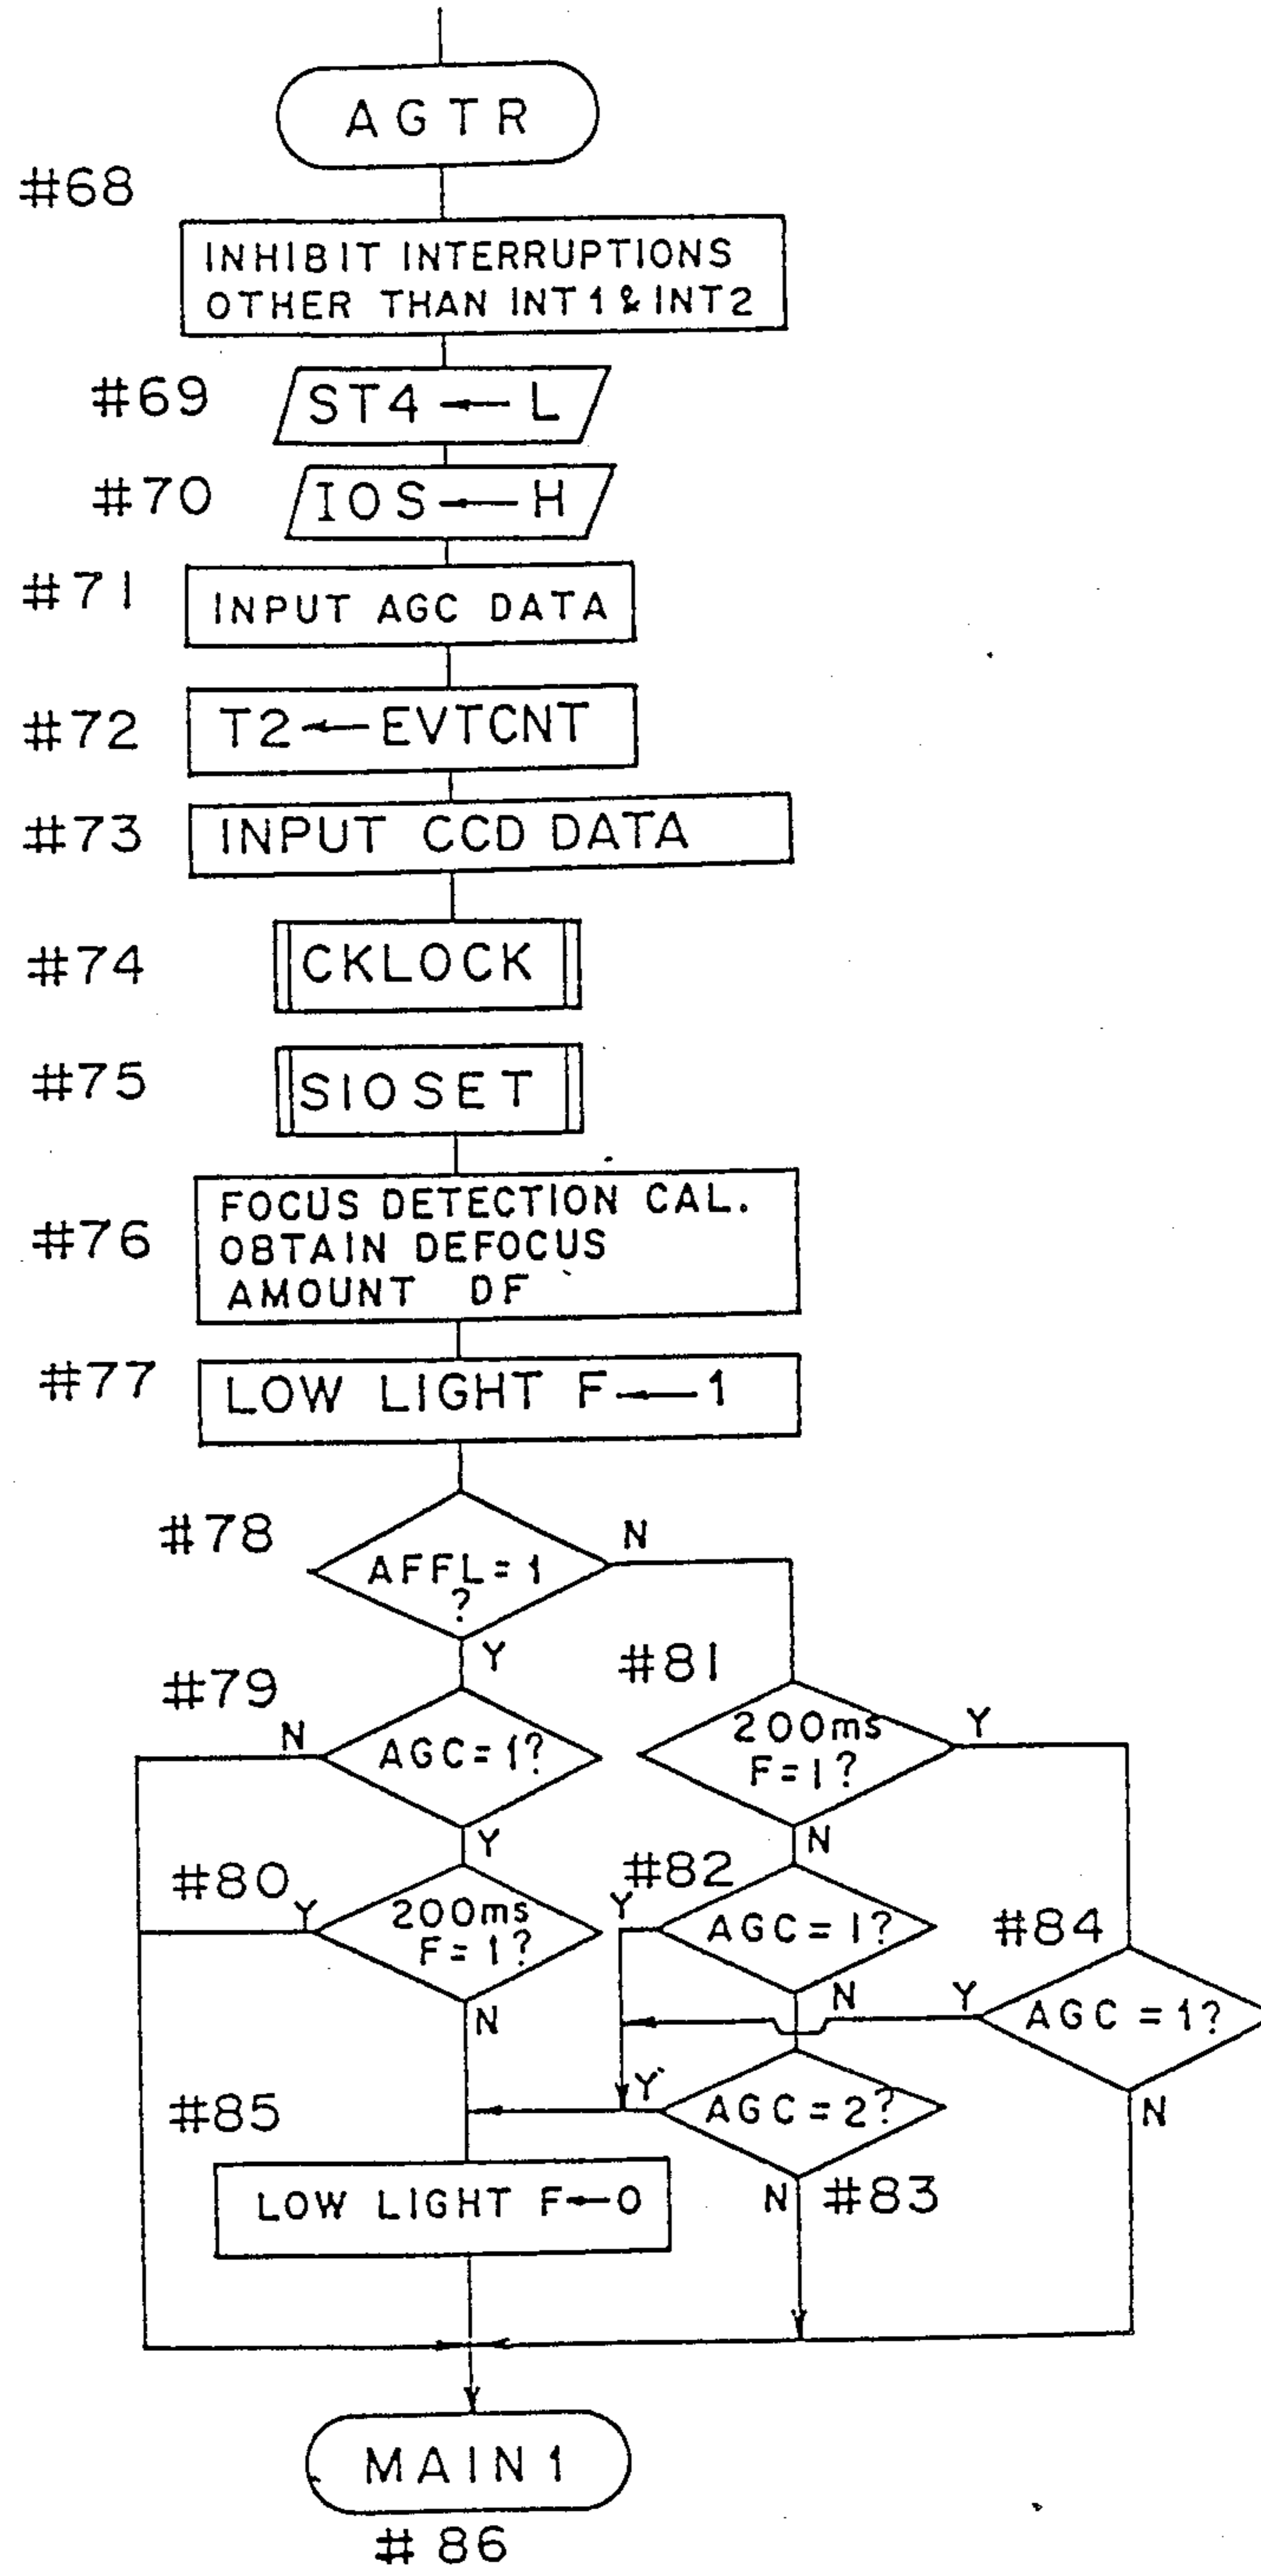 AGTR
#68
INHIBIT INTERRUPTIONS
OTHER THAN INT1 & INT2
#69
ST4 ← L
#70
IOS ← H
#71
INPUT AGC DATA
#72
T2 ← EVTCNT
#73
INPUT CCD DATA
#74
CKLOCK
#75
SIOSET
#76
FOCUS DETECTION CAL.
OBTAIN DEFOCUS
AMOUNT DF
#77
LOW LIGHT F ← 1
#78
AFFL = 1
?
N
Y
#79
N
AGC = 1?
Y
#81
200ms
F = 1?
Y
N
#80
Y
200ms
F = 1?
N
#82
Y
AGC = 1?
N
#84
Y
AGC = 1?
N
Y
AGC = 2?
N
#83
#85
LOW LIGHT F ← 0
MAIN1
#86